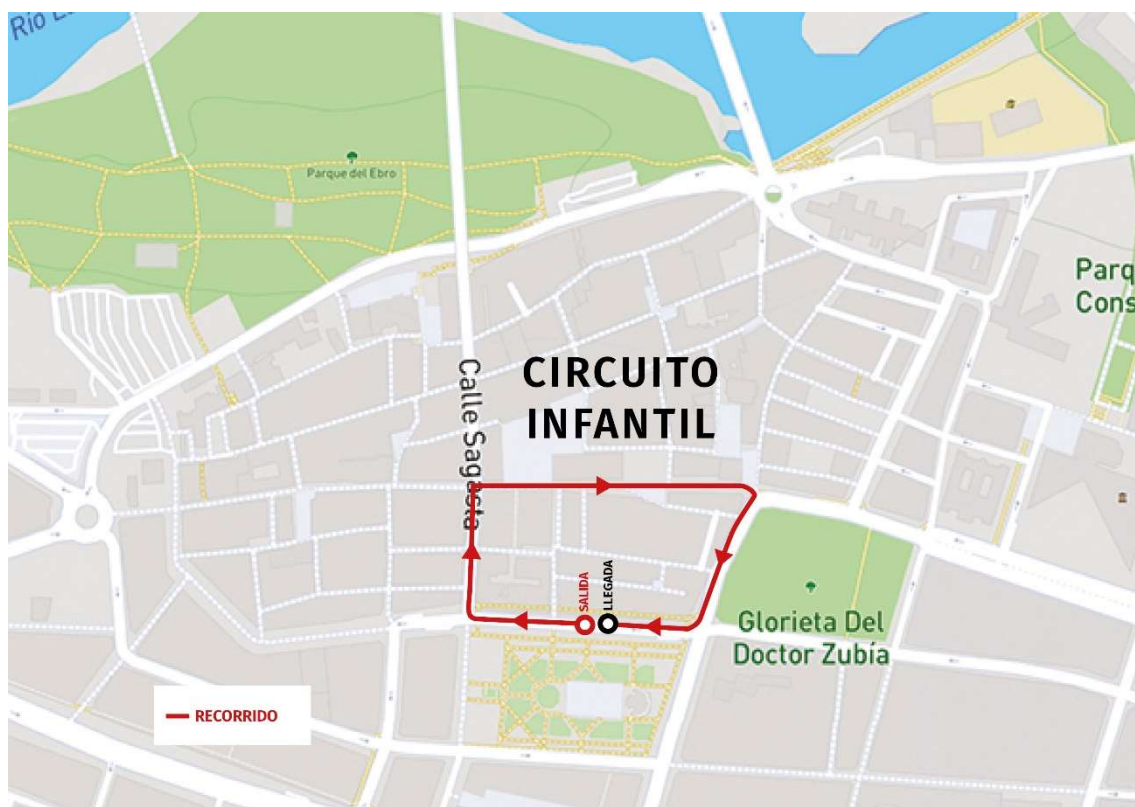 Río
Parque del Ebro
Parq
Cons
Calle Sagasta
CIRCUITO
INFANTIL
SALIDA
LLEGADA
Glorieta Del
Doctor Zubía
RECORRIDO